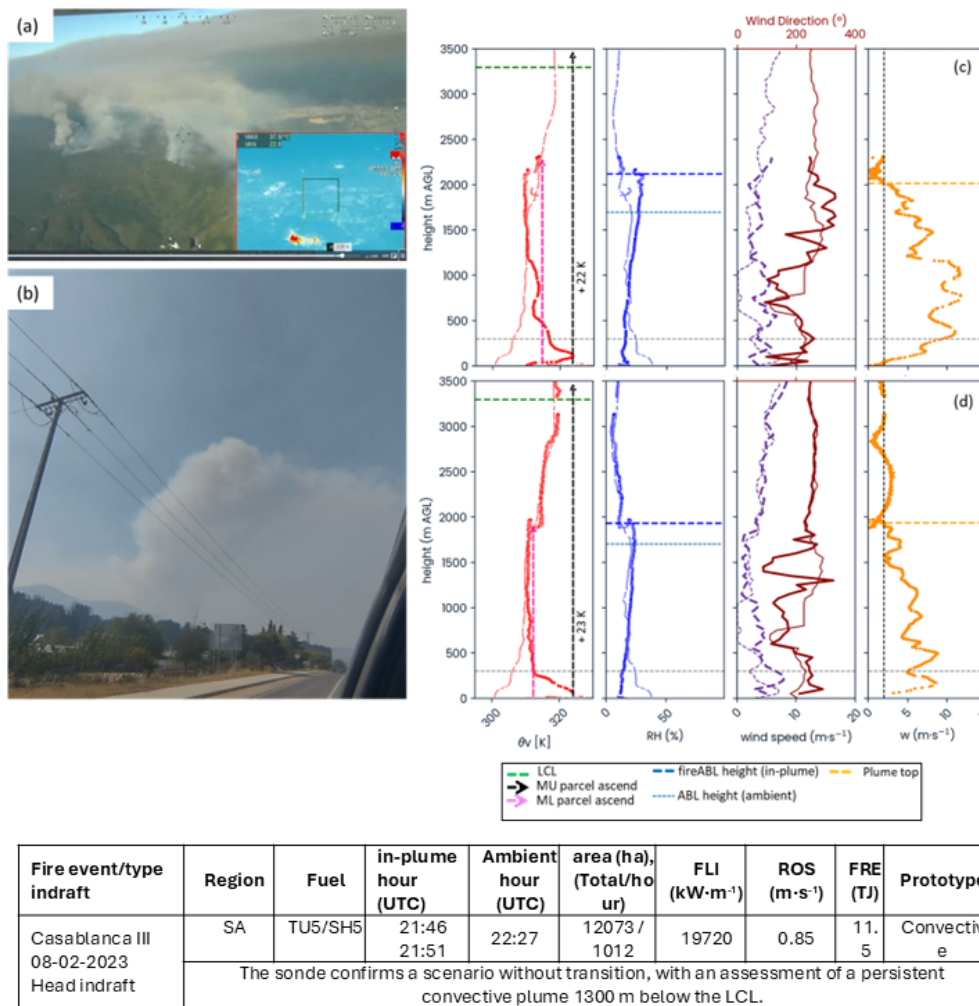 (a)
(b)
Wind Direction (°)
0 200 400
3500
3000
2500
2000
1500
1000
500
0
height (m AGL)
+ 22 K
(c)
3500
3000
2500
2000
1500
1000
500
0
height (m AGL)
+ 23 K
(d)
300 320
0 50
0 10 20
0 5 10
θv [K]
RH (%)
wind speed (m·s⁻¹)
w (m·s⁻¹)
LCL
MU parcel ascend
ML parcel ascend
fireABL height (in-plume)
ABL height (ambient)
Plume top
Fire event/type indraft
Region
Fuel
in-plume hour (UTC)
Ambient hour (UTC)
area (ha), (Total/ho ur)
FLI (kW·m⁻¹)
ROS (m·s⁻¹)
FRE (TJ)
Prototype
Casablanca III
08-02-2023
Head indraft
SA
TU5/SH5
21:46
21:51
22:27
12073/
1012
19720
0.85
11.
5
Convectiv
e
The sonde confirms a scenario without transition, with an assessment of a persistent
convective plume 1300 m below the LCL.